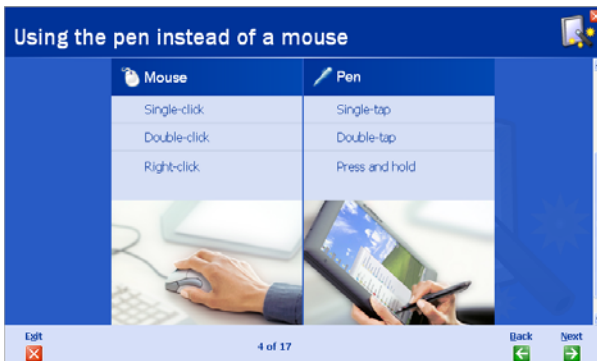 Using the pen instead of a mouse
Mouse Pen
Single-click Single-tap
Double-click Double-tap
Right-click Press and hold
Exit 4 of 17 Back Next